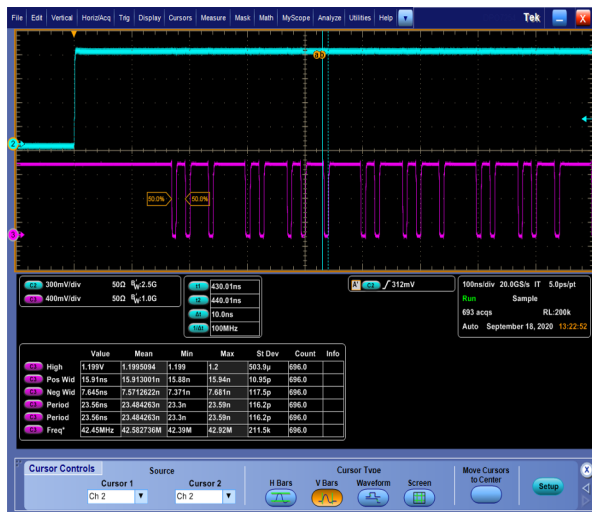 File Edit Vertical Horiz/Acq Trig Display Cursors Measure Mask Math MyScope Analyze Utilities Help Tek X
a b
2
50.0% 50.0%
C2 300mV/div 50Ω BW:2.5G
C3 400mV/div 50Ω BW:1.0G
t1 430.01ns
t2 440.01ns
Δt 10.0ns
1/Δt 100MHz
A' C2 312mV
100ns/div 20.0GS/s IT 5.0ps/pt
Run Sample
693 acqs RL:200k
Auto September 18, 2020 13:22:52
Value Mean Min Max St Dev Count Info
C3 High 1.199V 1.1995094 1.199 1.2 503.9µ 696.0
C3 Pos Wid 15.91ns 15.913001n 15.88n 15.94n 10.95p 696.0
C3 Neg Wid 7.645ns 7.5712622n 7.371n 7.681n 117.5p 696.0
C3 Period 23.56ns 23.484263n 23.3n 23.59n 116.2p 696.0
C3 Period 23.56ns 23.484263n 23.3n 23.59n 116.2p 696.0
C3 Freq* 42.45MHz 42.582736M 42.39M 42.92M 211.5k 696.0
Cursor Controls
Source
Cursor 1 Cursor 2
Ch 2 Ch 2
Cursor Type
H Bars V Bars Waveform Screen
Move Cursors
to Center
Setup
X